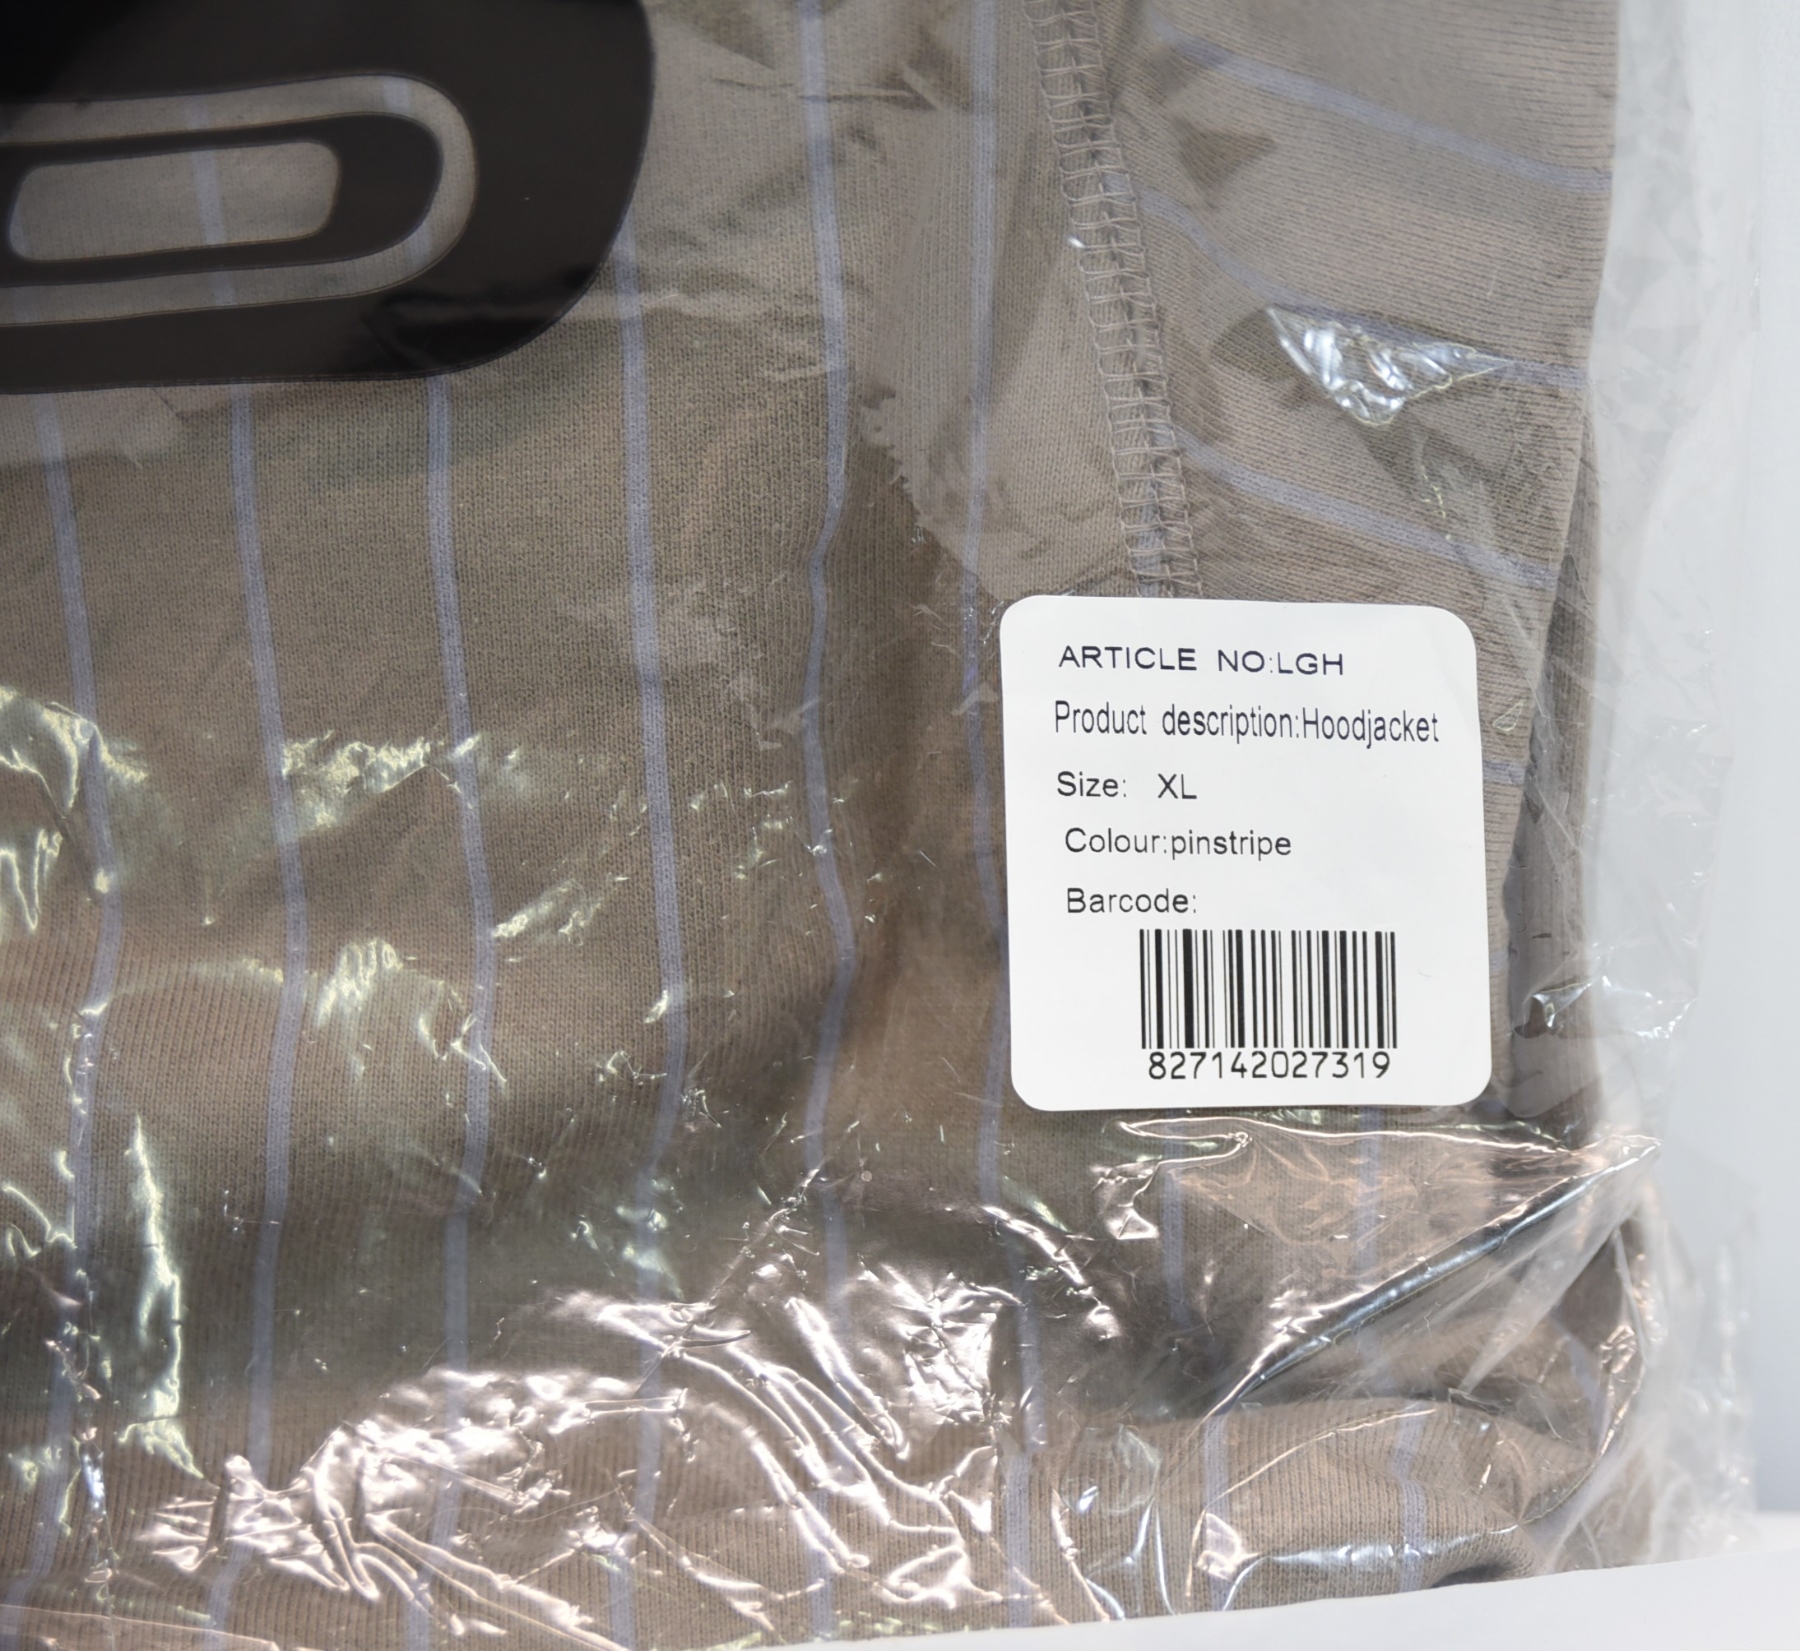 ARTICLE NO:LGH
Product description:Hoodjacket
Size: XL
Colour:pinstripe
Barcode:
827142027319